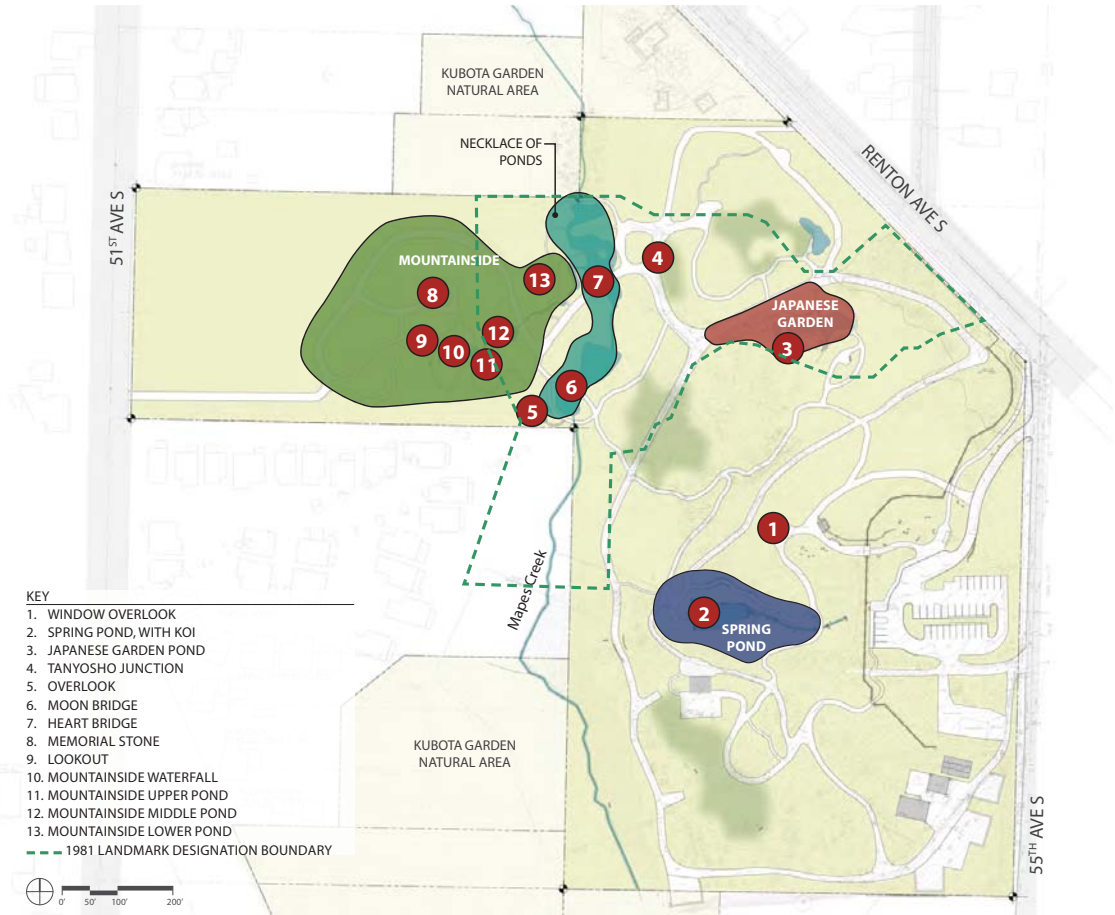 KUBOTA GARDEN
NATURAL AREA
NECKLACE OF
PONDS
RENTON AVE S
51ST AVE S
MOUNTAINSIDE
4
13
7
8
JAPANESE
GARDEN
12
9
10
3
11
6
5
1
Mapes Creek
2
SPRING
POND
KUBOTA GARDEN
NATURAL AREA
55TH AVE S
KEY
1. WINDOW OVERLOOK
2. SPRING POND, WITH KOI
3. JAPANESE GARDEN POND
4. TANYOSHO JUNCTION
5. OVERLOOK
6. MOON BRIDGE
7. HEART BRIDGE
8. MEMORIAL STONE
9. LOOKOUT
10. MOUNTAINSIDE WATERFALL
11. MOUNTAINSIDE UPPER POND
12. MOUNTAINSIDE MIDDLE POND
13. MOUNTAINSIDE LOWER POND
1981 LANDMARK DESIGNATION BOUNDARY
0' 50' 100' 200'